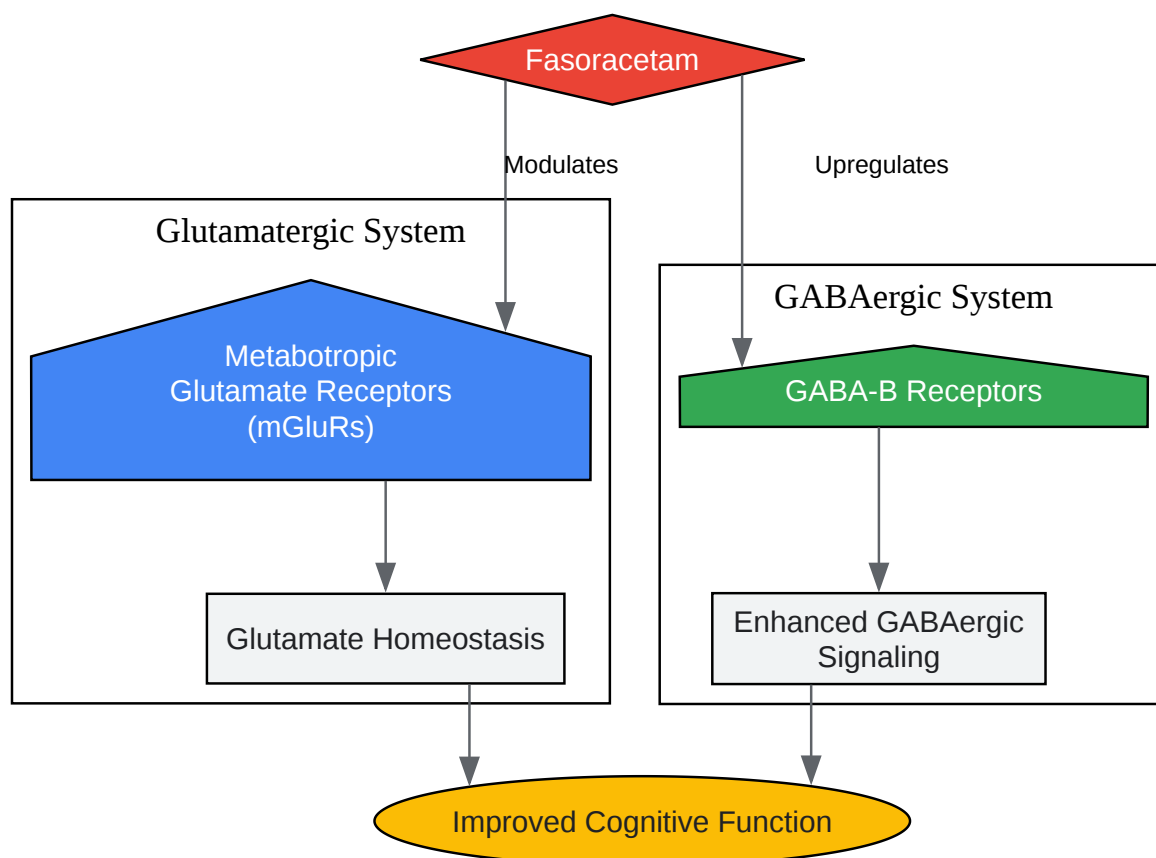 Fasoracetam
Modulates
Upregulates
Glutamatergic System
GABAergic System
Metabotropic
Glutamate Receptors
(mGluRs)
GABA-B Receptors
Glutamate Homeostasis
Enhanced GABAergic
Signaling
Improved Cognitive Function